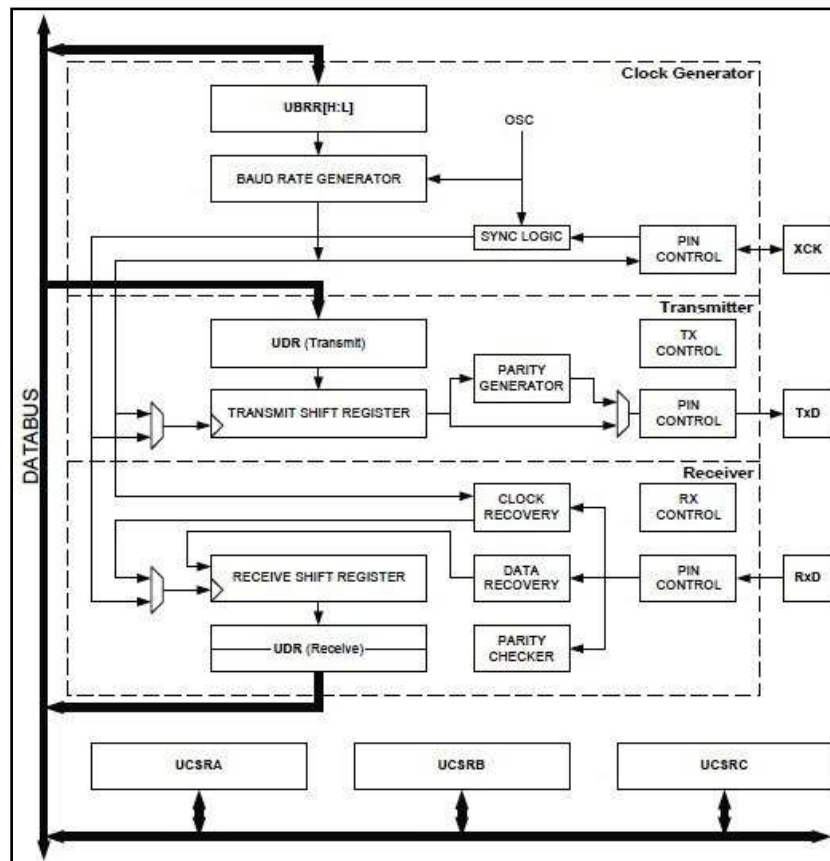 Clock Generator
UBRR[H:L]
OSC
BAUD RATE GENERATOR
SYNC LOGIC
PIN
CONTROL
XCK
Transmitter
UDR (Transmit)
TX
CONTROL
PARITY
GENERATOR
TRANSMIT SHIFT REGISTER
PIN
CONTROL
TxD
DATABUS
Receiver
CLOCK
RECOVERY
RX
CONTROL
RECEIVE SHIFT REGISTER
DATA
RECOVERY
PIN
CONTROL
RxD
UDR (Receive)
PARITY
CHECKER
UCSRA
UCSRB
UCSRC